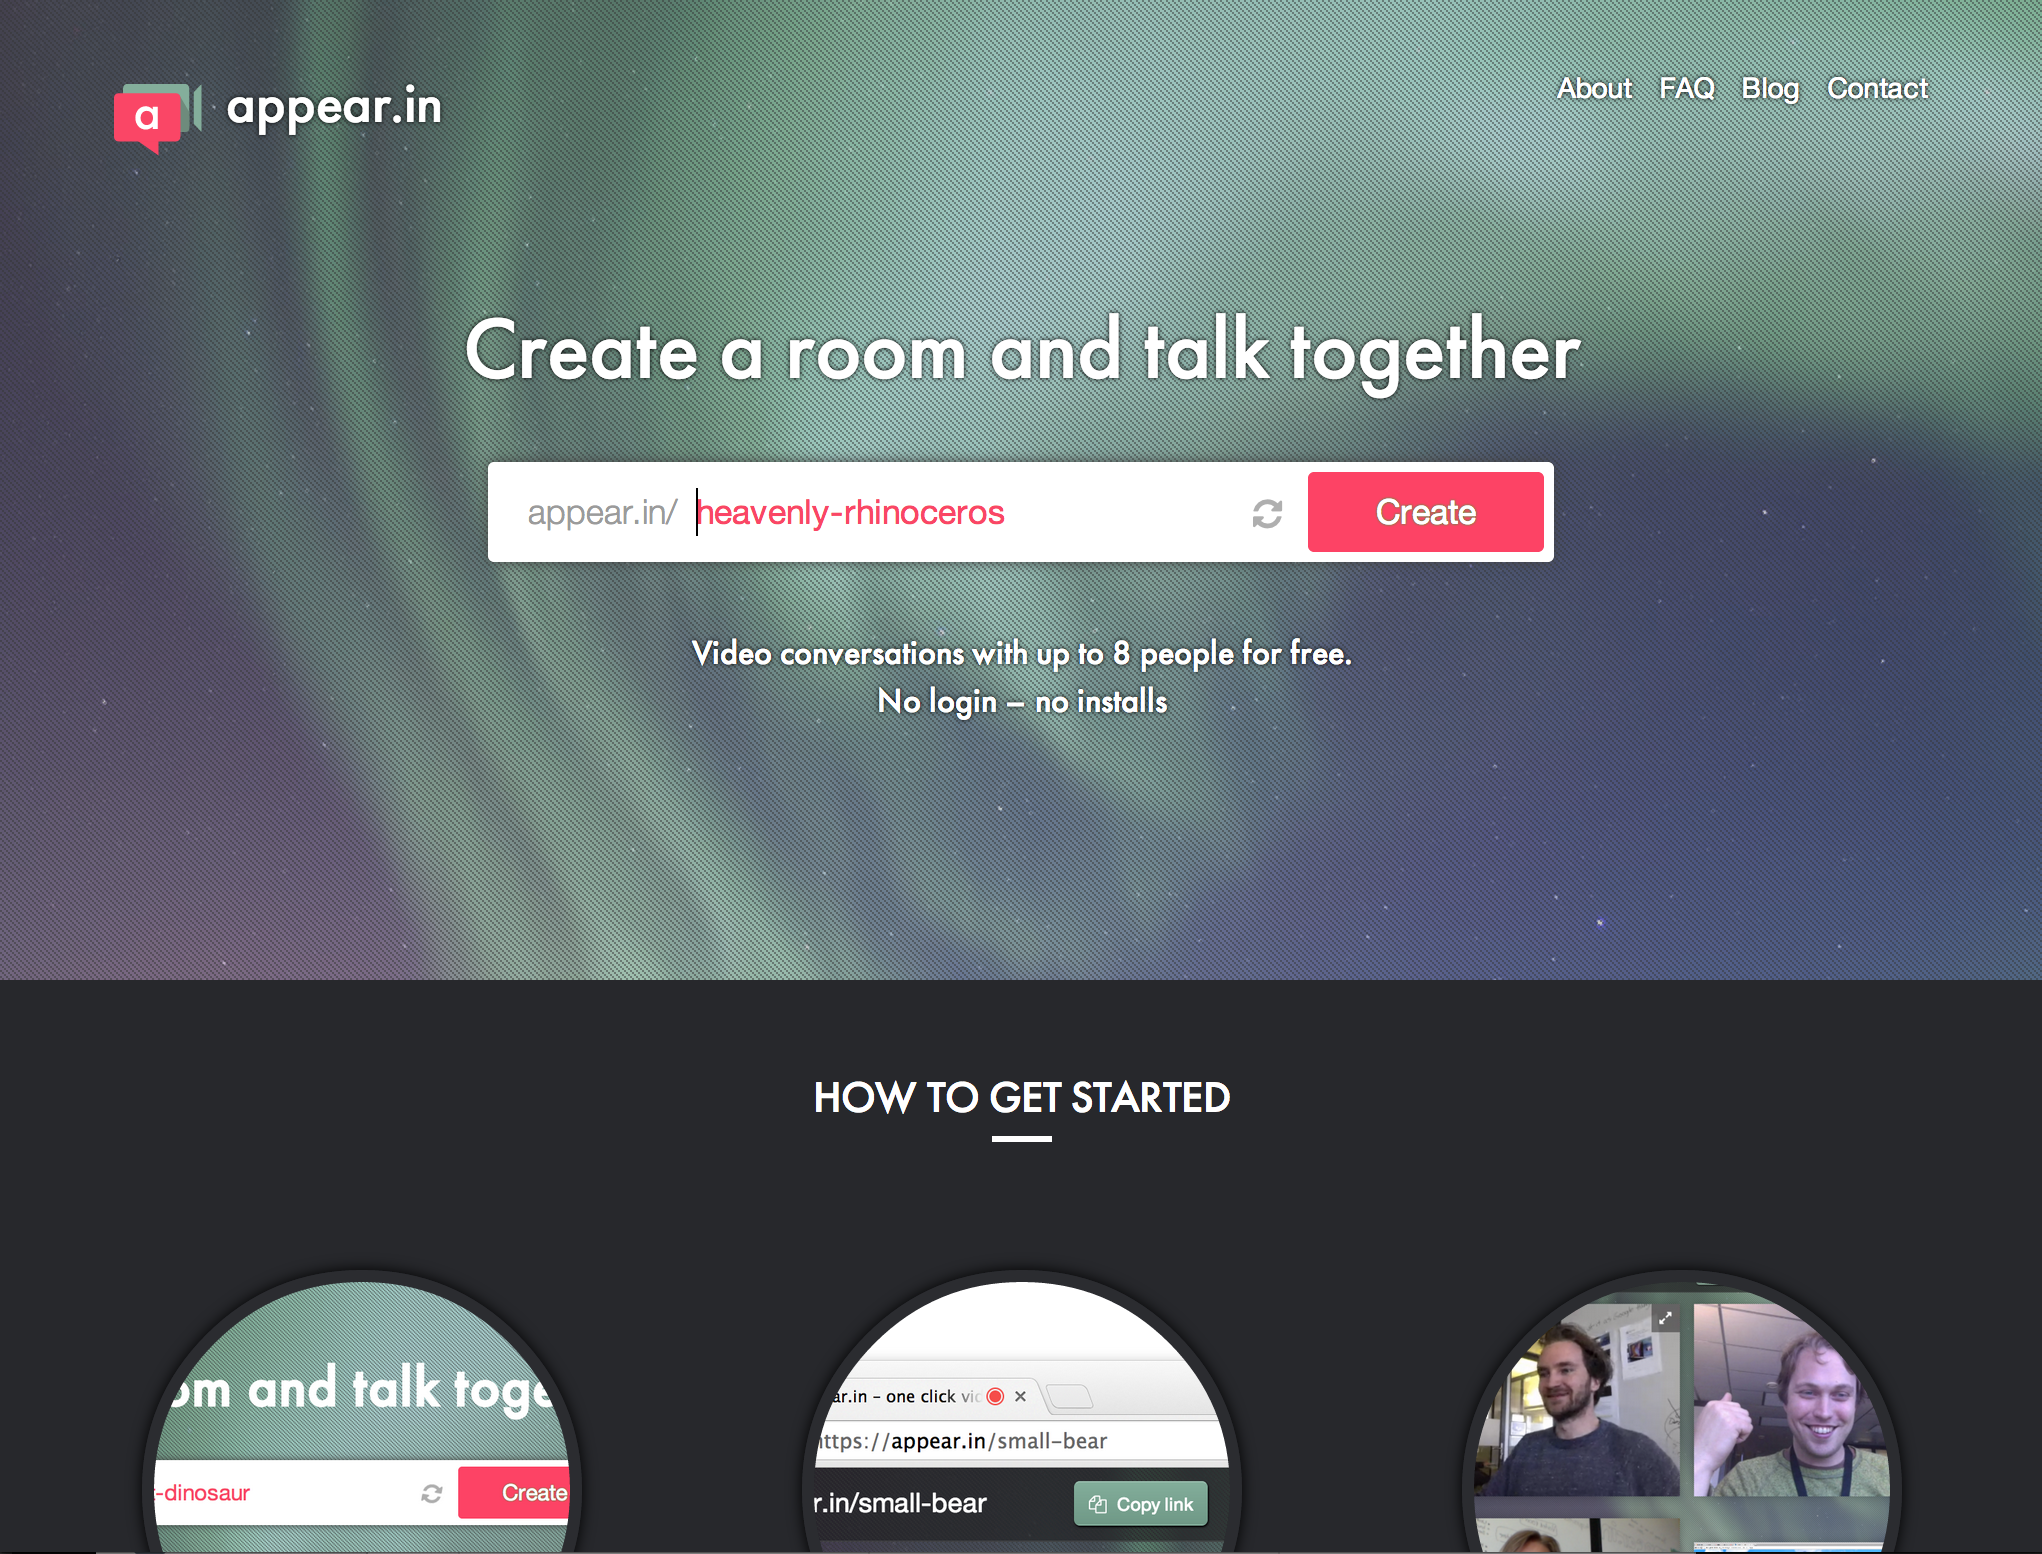 a appear.in
About FAQ Blog Contact
Create a room and talk together
appear.in/ heavenly-rhinoceros Create
Video conversations with up to 8 people for free.
No login – no installs
HOW TO GET STARTED
om and talk toge
-dinosaur Create
ar.in – one click vic
ttps://appear.in/small-bear
r.in/small-bear Copy link